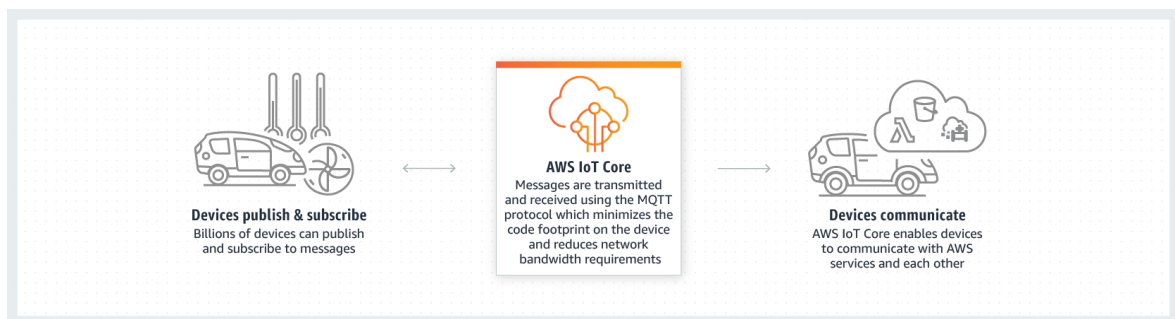 Devices publish & subscribe
Billions of devices can publish
and subscribe to messages
AWS IoT Core
Messages are transmitted
and received using the MQTT
protocol which minimizes the
code footprint on the device
and reduces network
bandwidth requirements
Devices communicate
AWS IoT Core enables devices
to communicate with AWS
services and each other